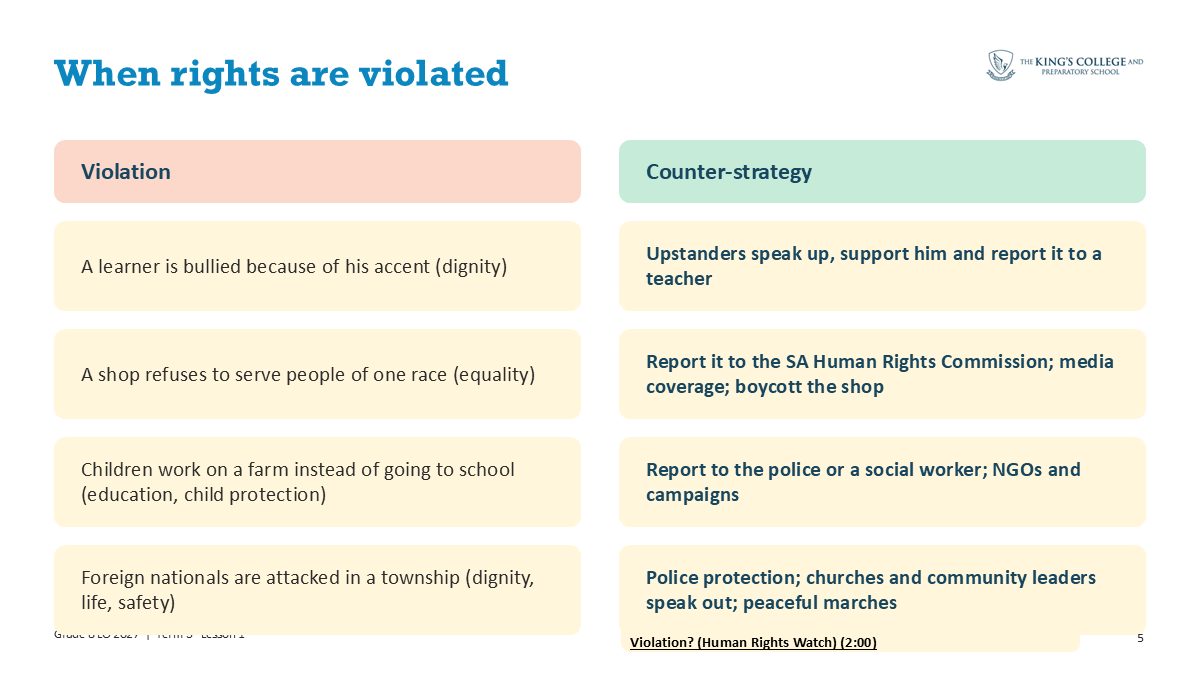 When rights are violated
THE KING'S COLLEGE AND
PREPARATORY SCHOOL
Violation
Counter-strategy
A learner is bullied because of his accent (dignity)
Upstanders speak up, support him and report it to a
teacher
A shop refuses to serve people of one race (equality)
Report it to the SA Human Rights Commission; media
coverage; boycott the shop
Children work on a farm instead of going to school
(education, child protection)
Report to the police or a social worker; NGOs and
campaigns
Foreign nationals are attacked in a township (dignity,
life, safety)
Police protection; churches and community leaders
speak out; peaceful marches
2027 | Term 3 Lesson 1
Violation? (Human Rights Watch) (2:00)
5